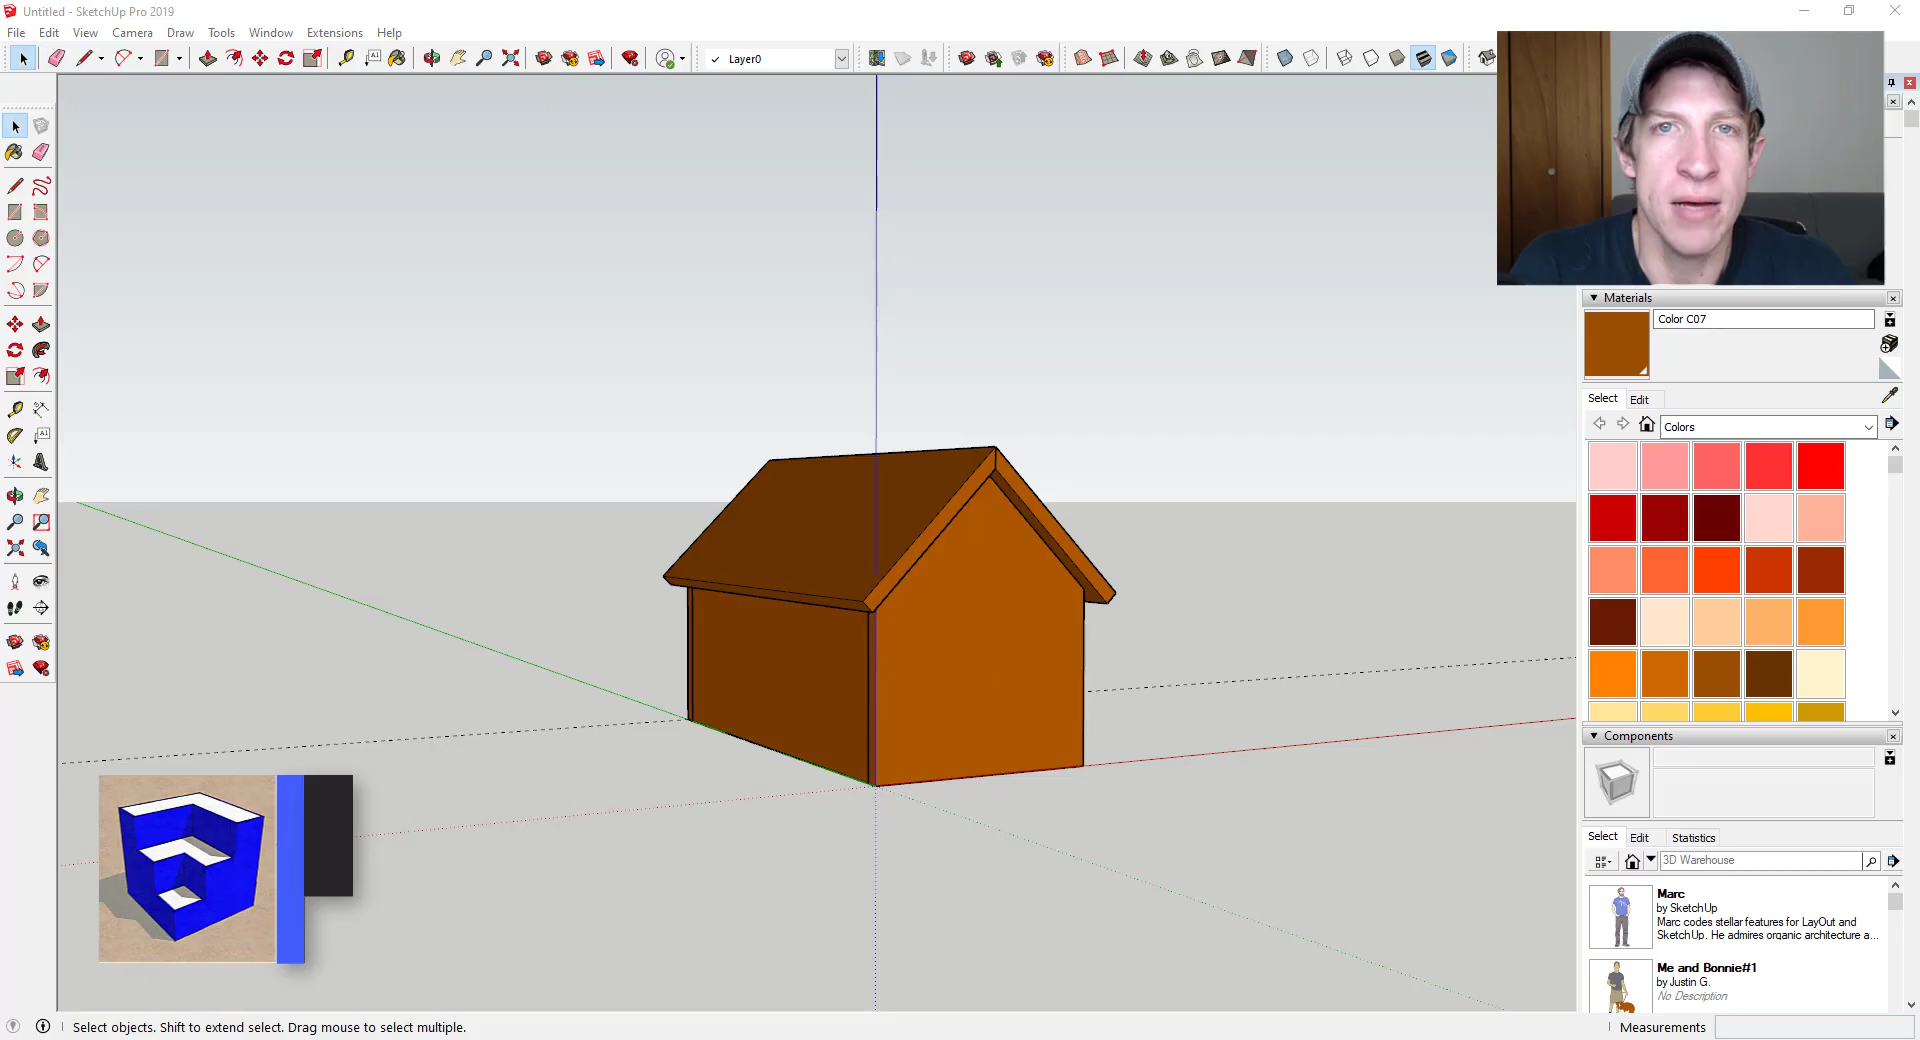 Untitled - SketchUp Pro 2019
File Edit View Camera Draw Tools Window Extensions Help
Layer0
Materials
Color C07
Select Edit
Colors
Components
Select Edit Statistics
3D Warehouse
Marc
by SketchUp
Marc codes stellar features for LayOut and
SketchUp. He admires organic architecture a...
Me and Bonnie#1
by Justin G.
No Description
Select objects. Shift to extend select. Drag mouse to select multiple.
Measurements